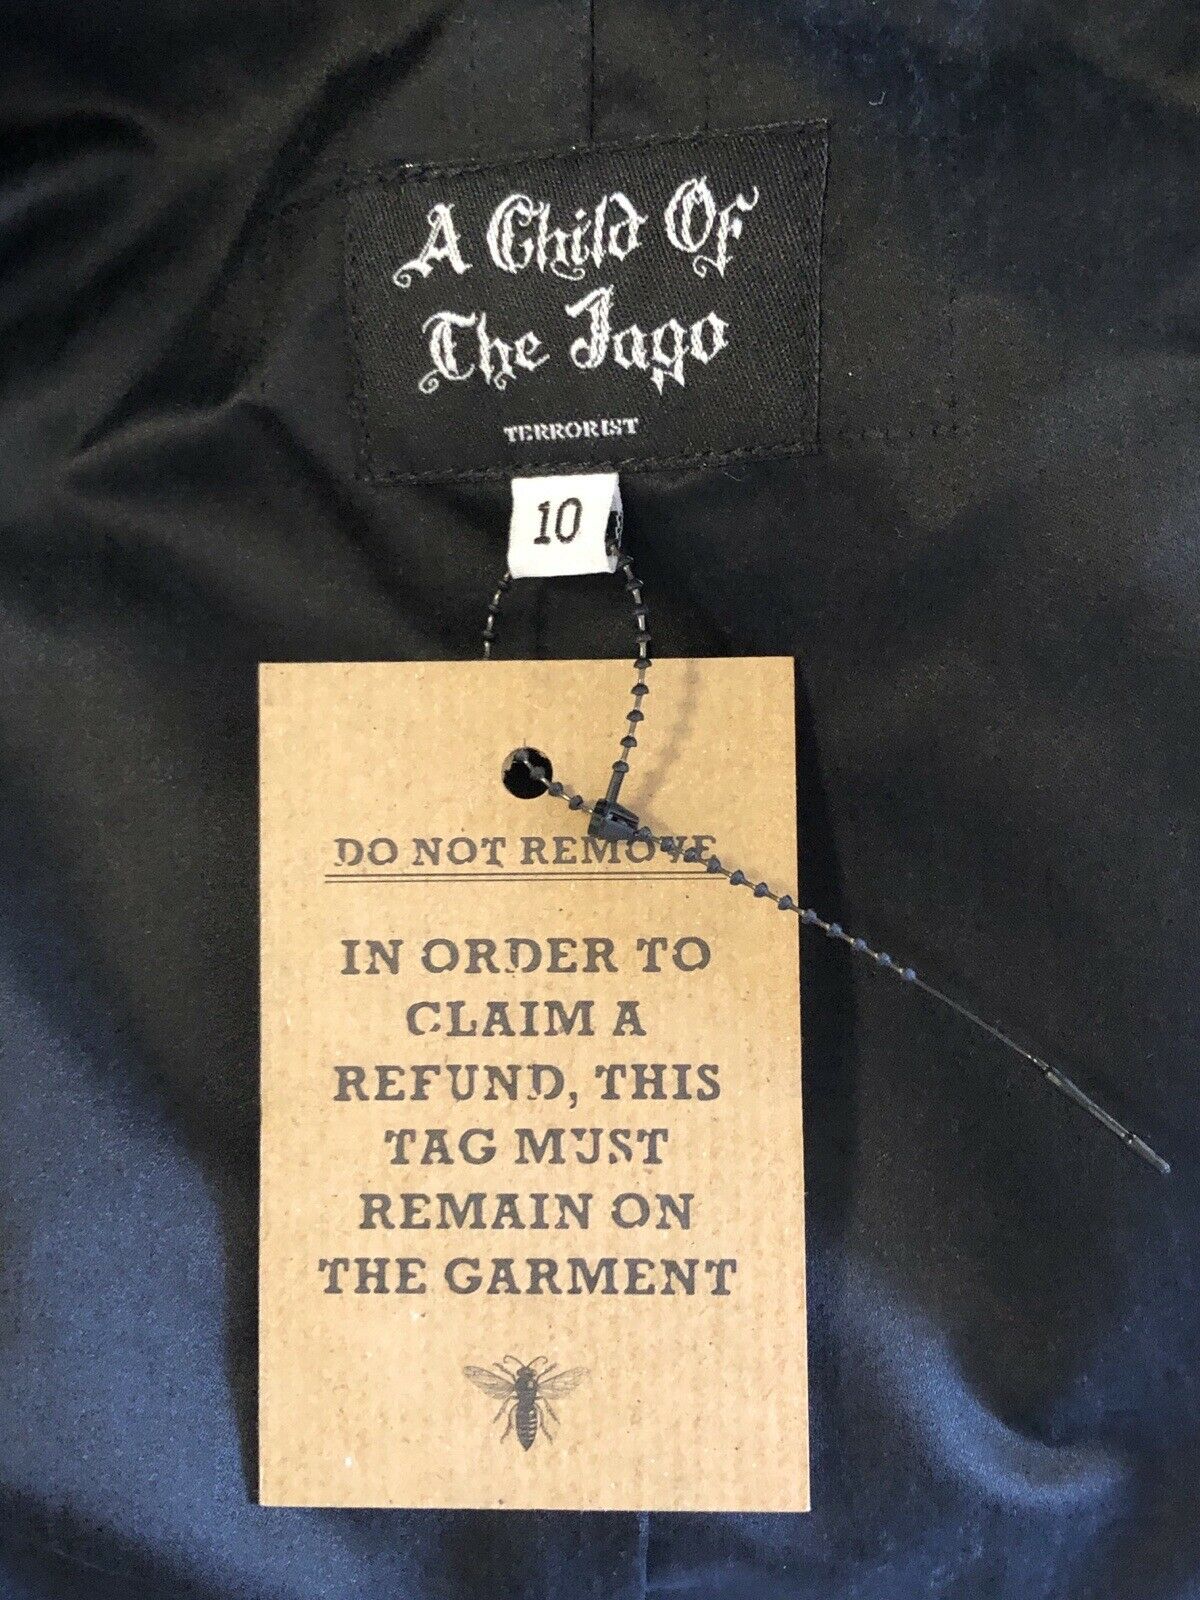 A Child Of
The Jago
TERRORIST
10
DO NOT REMOVE
IN ORDER TO
CLAIM A
REFUND, THIS
TAG MUST
REMAIN ON
THE GARMENT